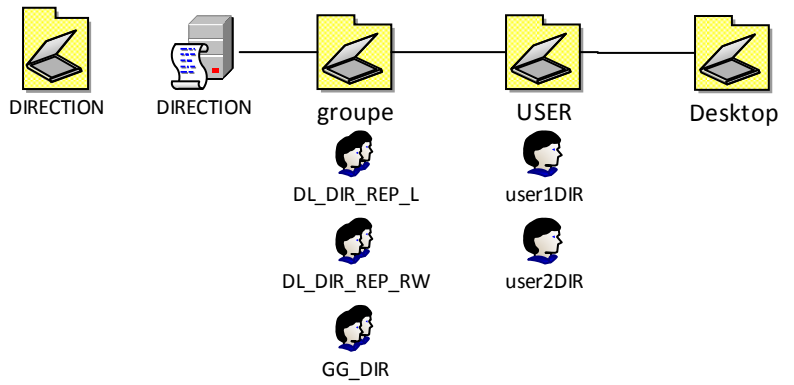 DIRECTION
DIRECTION
groupe
USER
Desktop
DL_DIR_REP_L
user1DIR
DL_DIR_REP_RW
user2DIR
GG_DIR